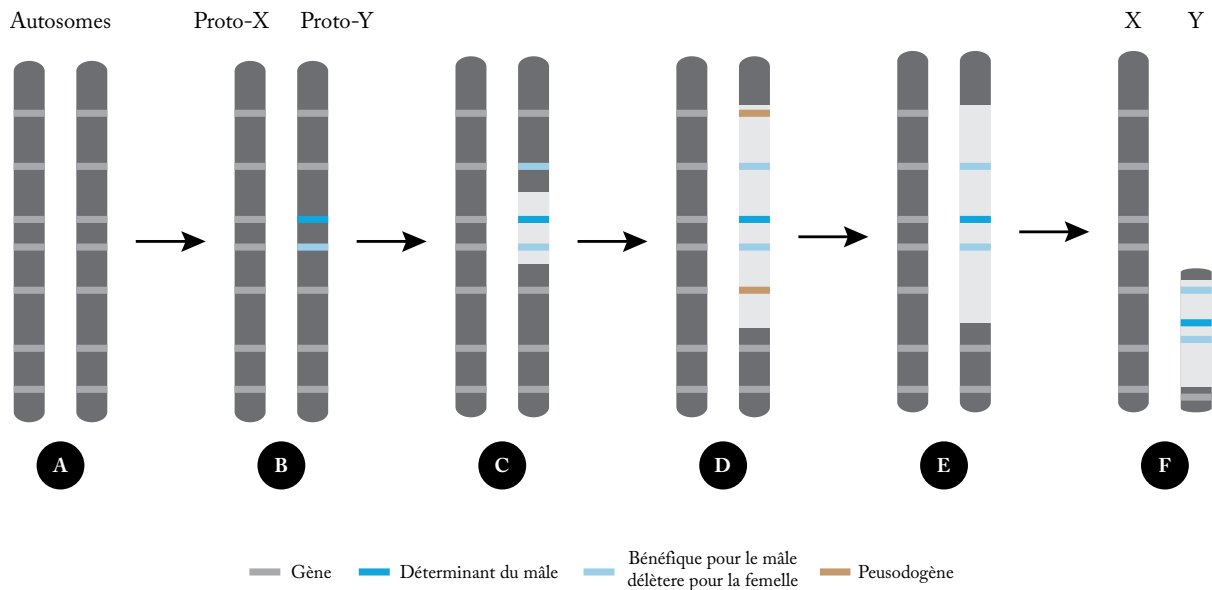 Autosomes
Proto-X
Proto-Y
X
Y
A
B
C
D
E
F
Gène
Déterminant du mâle
Bénéfique pour le mâle
délètere pour la femelle
Peusodogène